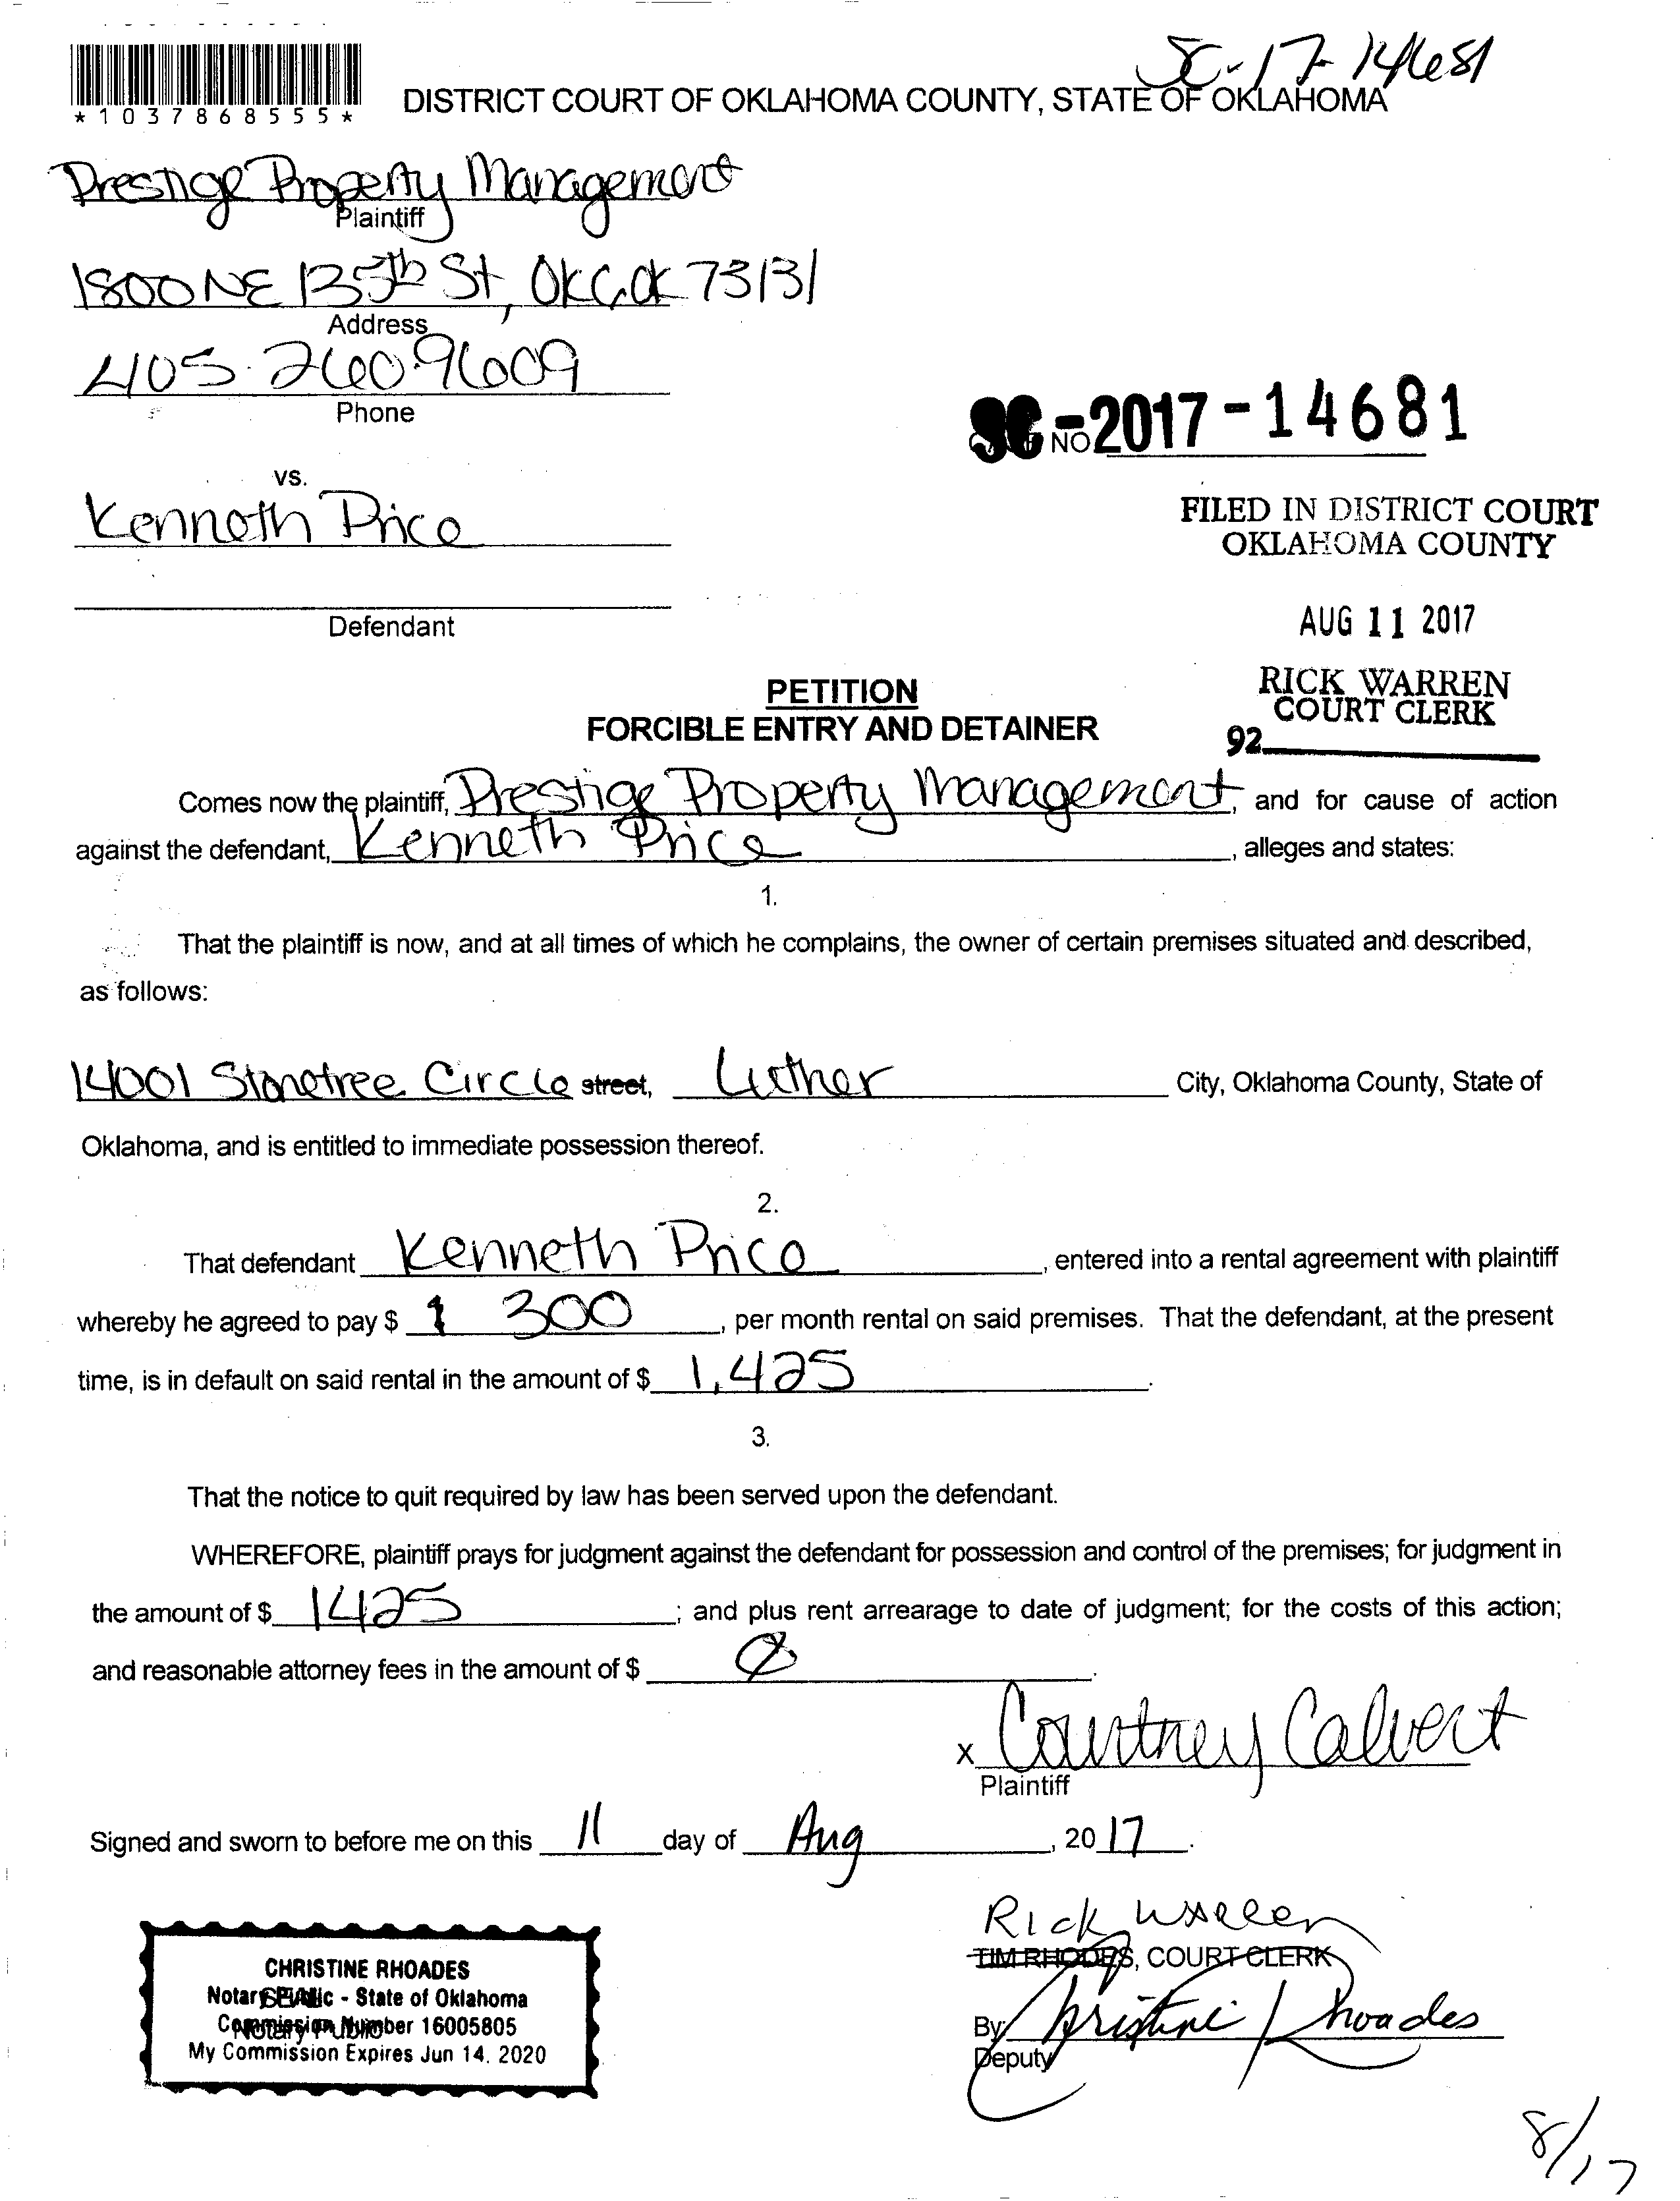 SC-17-14681
*1037868555*
DISTRICT COURT OF OKLAHOMA COUNTY, STATE OF OKLAHOMA
Prestige Property Management
Plaintiff
1800 NE 135th St, OKC, OK 73131
Address
405-260-9609
Phone
SC-2017-14681
NO
vs.
Kenneth Price
FILED IN DISTRICT COURT
OKLAHOMA COUNTY
Defendant
AUG 11 2017
RICK WARREN
COURT CLERK
92
PETITION
FORCIBLE ENTRY AND DETAINER
Comes now the plaintiff, Prestige Property Management, and for cause of action
against the defendant, Kenneth Price, alleges and states:
1.
That the plaintiff is now, and at all times of which he complains, the owner of certain premises situated and described,
as follows:
14001 Stonetree Circle street, Luther City, Oklahoma County, State of
Oklahoma, and is entitled to immediate possession thereof.
2.
That defendant Kenneth Price, entered into a rental agreement with plaintiff
whereby he agreed to pay $ 1 300, per month rental on said premises. That the defendant, at the present
time, is in default on said rental in the amount of $ 1,425.
3.
That the notice to quit required by law has been served upon the defendant.
WHEREFORE, plaintiff prays for judgment against the defendant for possession and control of the premises; for judgment in
the amount of $ 1425; and plus rent arrearage to date of judgment; for the costs of this action;
and reasonable attorney fees in the amount of $ Ø.
x Courtney Calvert
Plaintiff
Signed and sworn to before me on this 11 day of Aug, 2017.
Rick Warren
TIM RHODES, COURT CLERK
CHRISTINE RHOADES
Notary Public - State of Oklahoma
SEAL
Commission Number 16005805
Notary Public
My Commission Expires Jun 14, 2020
By Christine Rhoades
Deputy
8/17